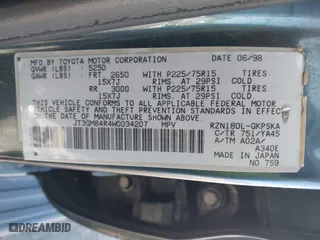 MFR. BY TOYOTA MOTOR CORPORATION DATE 06/98
GVWR (LBS) 5250
GAWR (LBS) FRT 2650 WITH P225/75R15 TIRES.
15X7J RIMS AT 29PSI COLD
RR 3000 WITH P225/75R15 TIRES.
15X7J RIMS AT 29PSI COLD
THIS VEHICLE CONFORMS TO ALL APPLICABLE FEDERAL MOTOR
VEHICLE SAFETY AND THEFT PREVENTION STANDARDS IN
EFFECT ON THE DATE OF MANUFACTURE SHOWN ABOVE.
JT3GM84R4W0034207 MPV RZN180L-GKPSKA
C/TR 751/YA45
A/TM A02A/
A340E
MADE IN JAPAN
NO.759